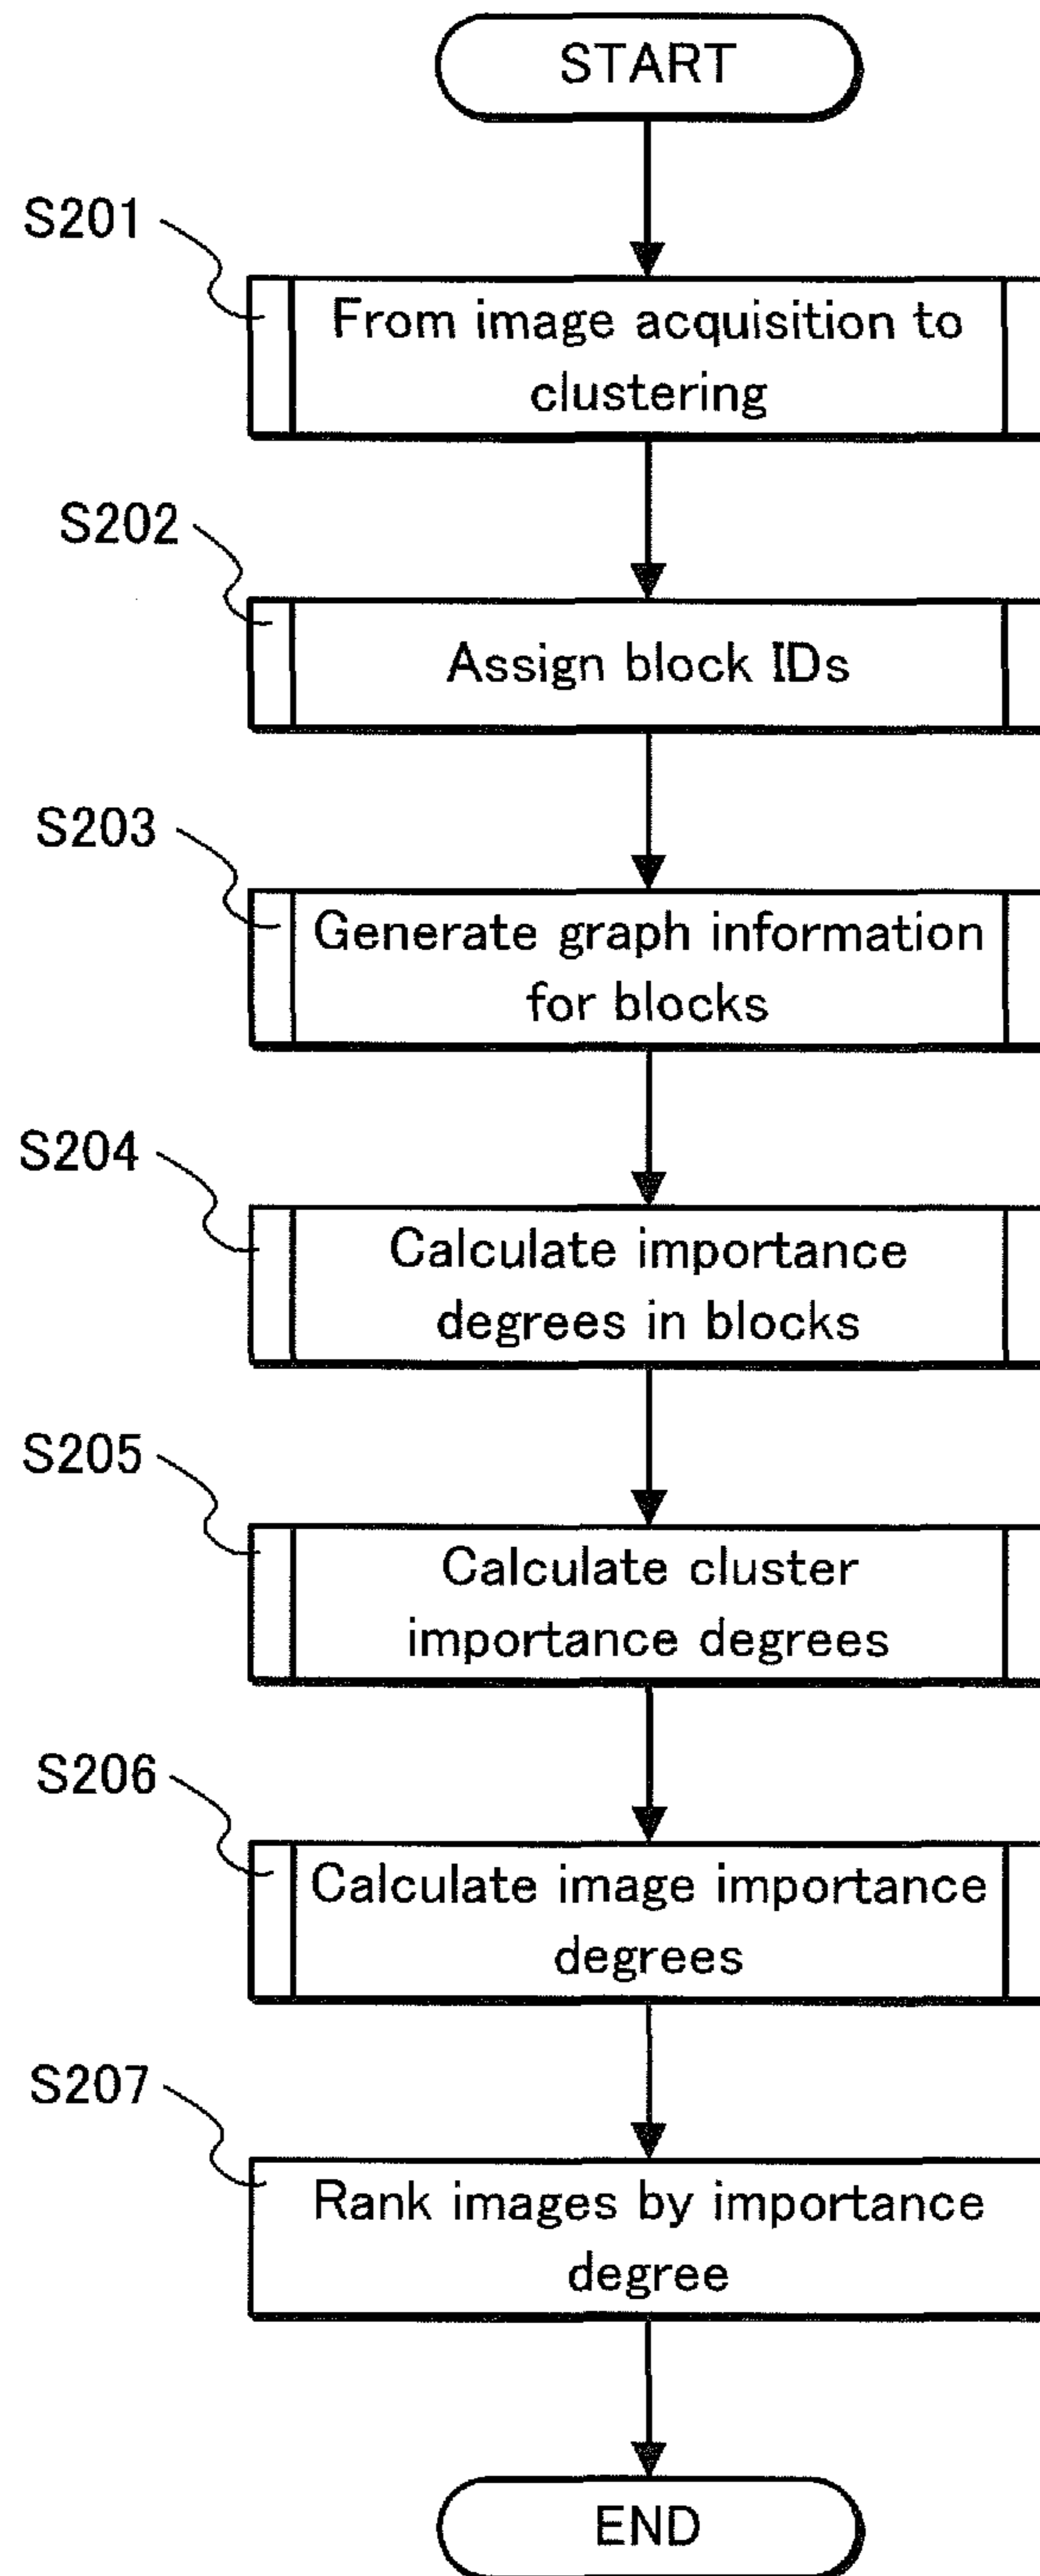 START
S201
From image acquisition to
clustering
S202
Assign block IDs
S203
Generate graph information
for blocks
S204
Calculate importance
degrees in blocks
S205
Calculate cluster
importance degrees
S206
Calculate image importance
degrees
S207
Rank images by importance
degree
END